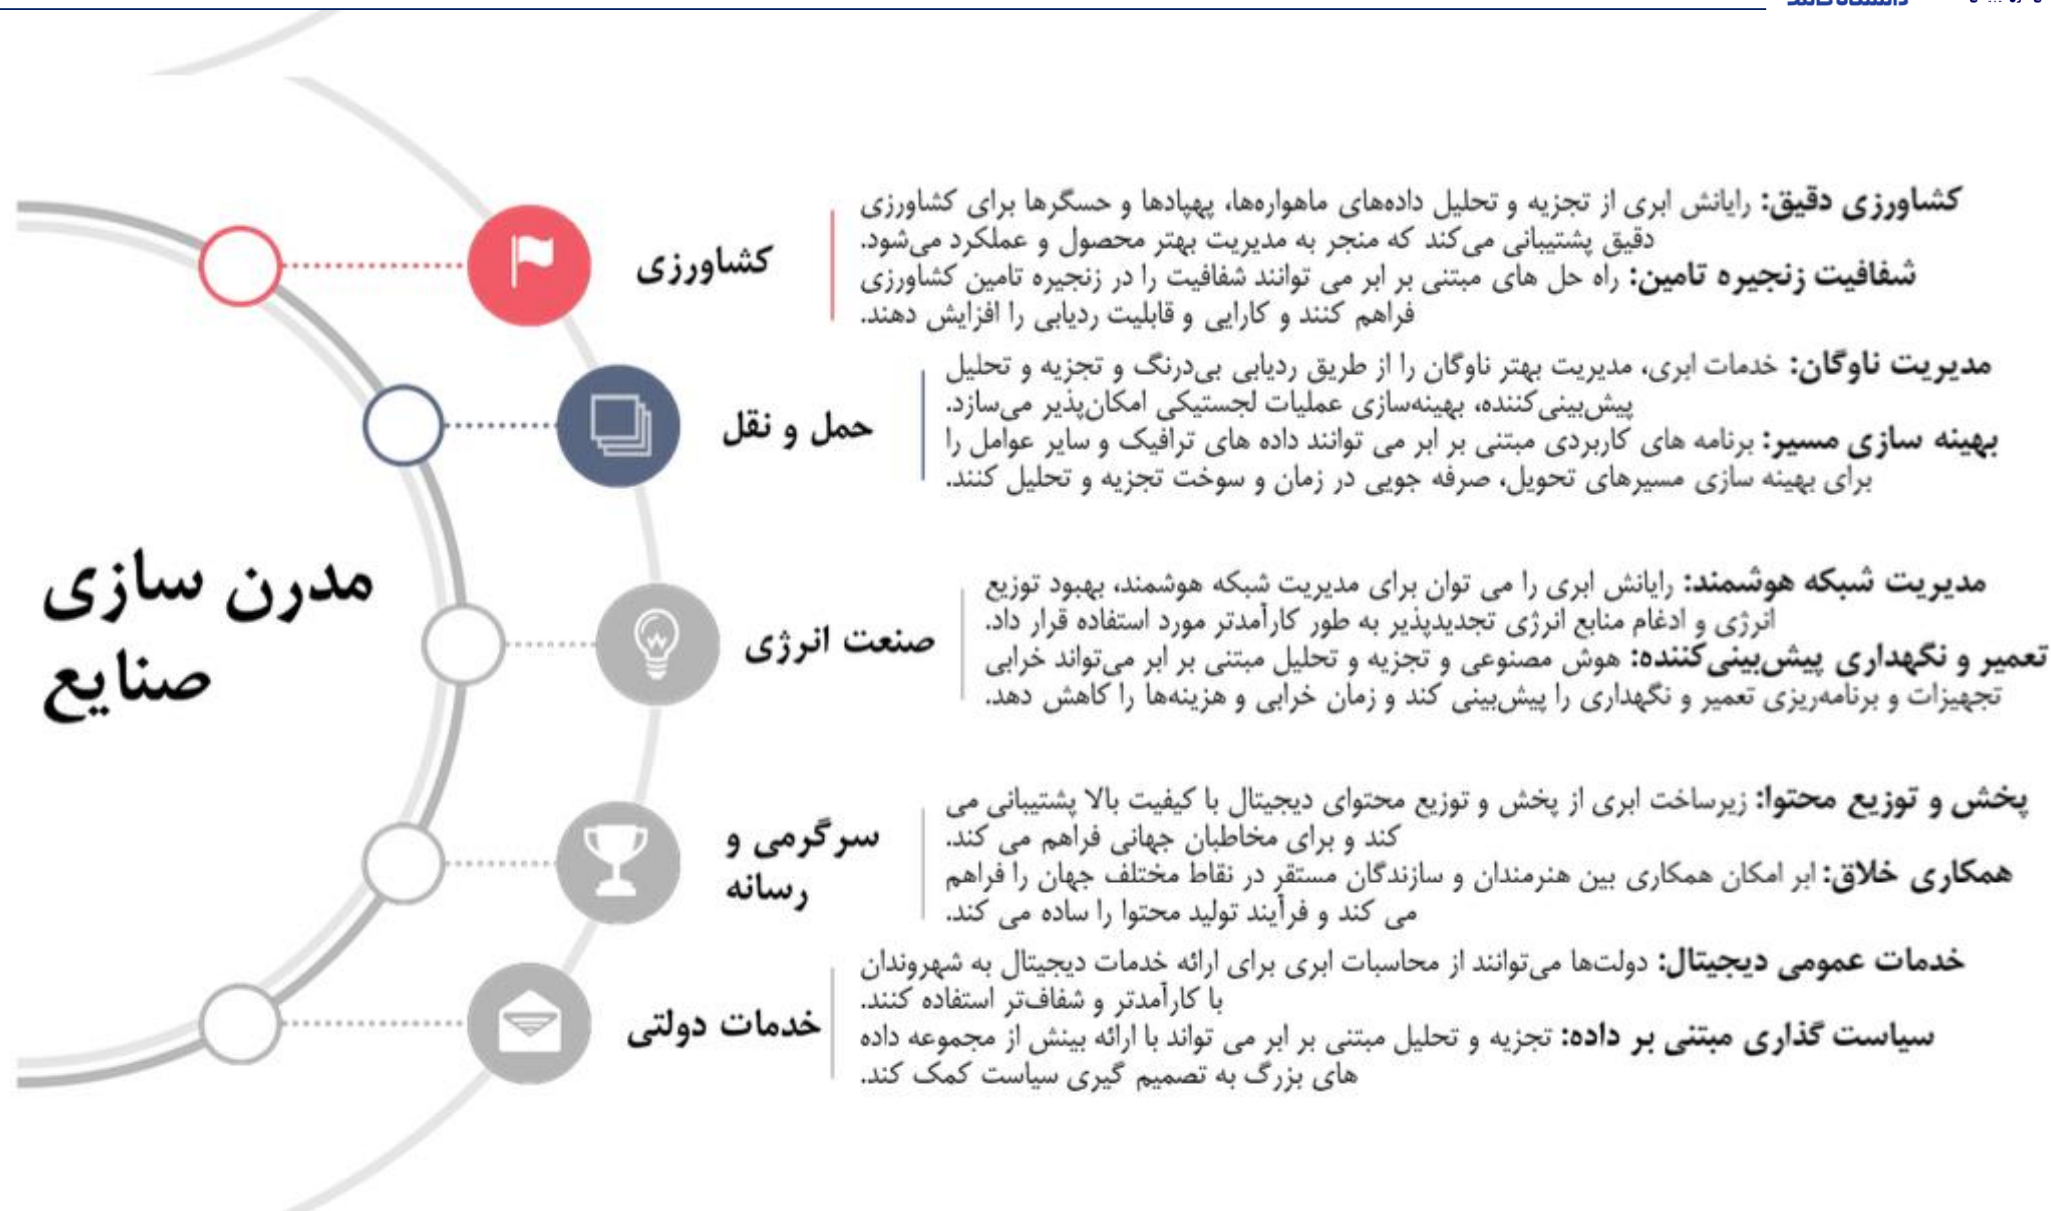 مدرن سازی
صنایع
کشاورزی
کشاورزی دقیق: رایانش ابری از تجزیه و تحلیل داده‌های ماهواره‌ها، پهپادها و حسگرها برای کشاورزی
دقیق پشتیبانی می‌کند که منجر به مدیریت بهتر محصول و عملکرد می‌شود.
شفافیت زنجیره تامین: راه حل های مبتنی بر ابر می توانند شفافیت را در زنجیره تامین کشاورزی
فراهم کنند و کارایی و قابلیت ردیابی را افزایش دهند.
حمل و نقل
مدیریت ناوگان: خدمات ابری، مدیریت بهتر ناوگان را از طریق ردیابی بی‌درنگ و تجزیه و تحلیل
پیش‌بینی‌کننده، بهینه‌سازی عملیات لجستیکی امکان‌پذیر می‌سازد.
بهینه سازی مسیر: برنامه های کاربردی مبتنی بر ابر می توانند داده های ترافیک و سایر عوامل را
برای بهینه سازی مسیرهای تحویل، صرفه جویی در زمان و سوخت تجزیه و تحلیل کنند.
صنعت انرژی
مدیریت شبکه هوشمند: رایانش ابری را می توان برای مدیریت شبکه هوشمند، بهبود توزیع
انرژی و ادغام منابع انرژی تجدیدپذیر به طور کارآمدتر مورد استفاده قرار داد.
تعمیر و نگهداری پیش‌بینی‌کننده: هوش مصنوعی و تجزیه و تحلیل مبتنی بر ابر می‌تواند خرابی
تجهیزات و برنامه‌ریزی تعمیر و نگهداری را پیش‌بینی کند و زمان خرابی و هزینه‌ها را کاهش دهد.
سرگرمی و
رسانه
پخش و توزیع محتوا: زیرساخت ابری از پخش و توزیع محتوای دیجیتال با کیفیت بالا پشتیبانی می
کند و برای مخاطبان جهانی فراهم می کند.
همکاری خلاق: ابر امکان همکاری بین هنرمندان و سازندگان مستقر در نقاط مختلف جهان را فراهم
می کند و فرآیند تولید محتوا را ساده می کند.
خدمات دولتی
خدمات عمومی دیجیتال: دولت‌ها می‌توانند از محاسبات ابری برای ارائه خدمات دیجیتال به شهروندان
با کارآمدتر و شفاف‌تر استفاده کنند.
سیاست گذاری مبتنی بر داده: تجزیه و تحلیل مبتنی بر ابر می تواند با ارائه بینش از مجموعه داده
های بزرگ به تصمیم گیری سیاست کمک کند.